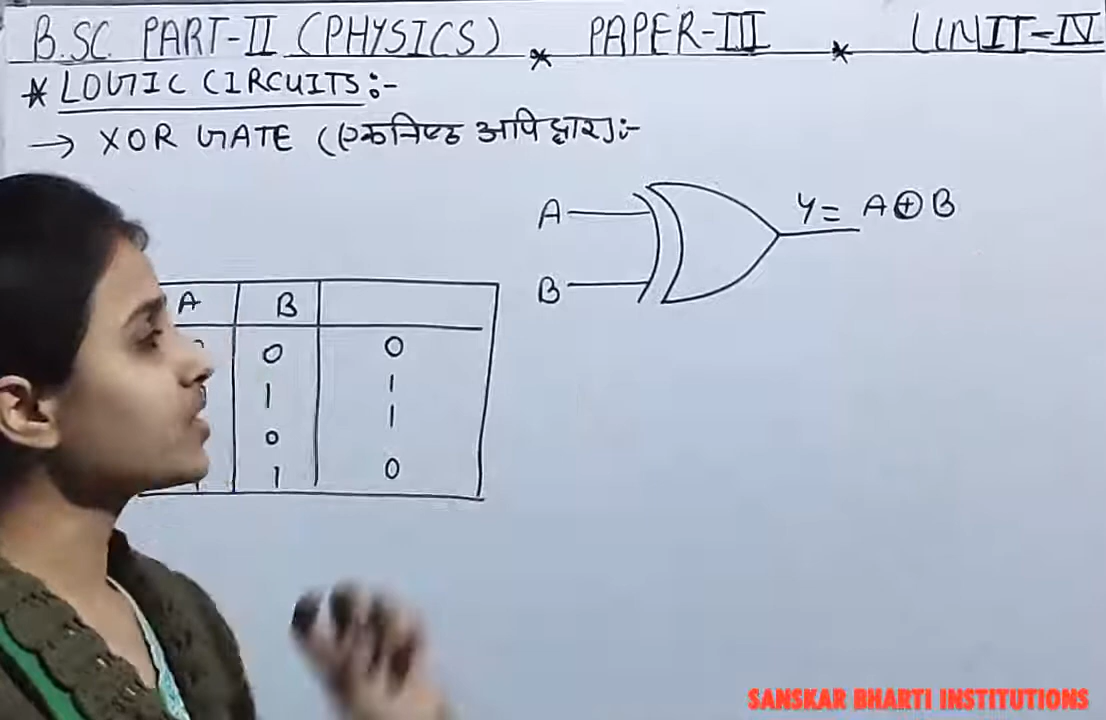 B.SC PART-II (PHYSICS) * PAPER-III * UNIT-IV
* LOGIC CIRCUITS:-
→ XOR GATE (एकनिष्ठ अपिद्वार):-
A Y = A⊕B
B
A B
0 0
1 1
0 1
1 0
SANSKAR BHARTI INSTITUTIONS